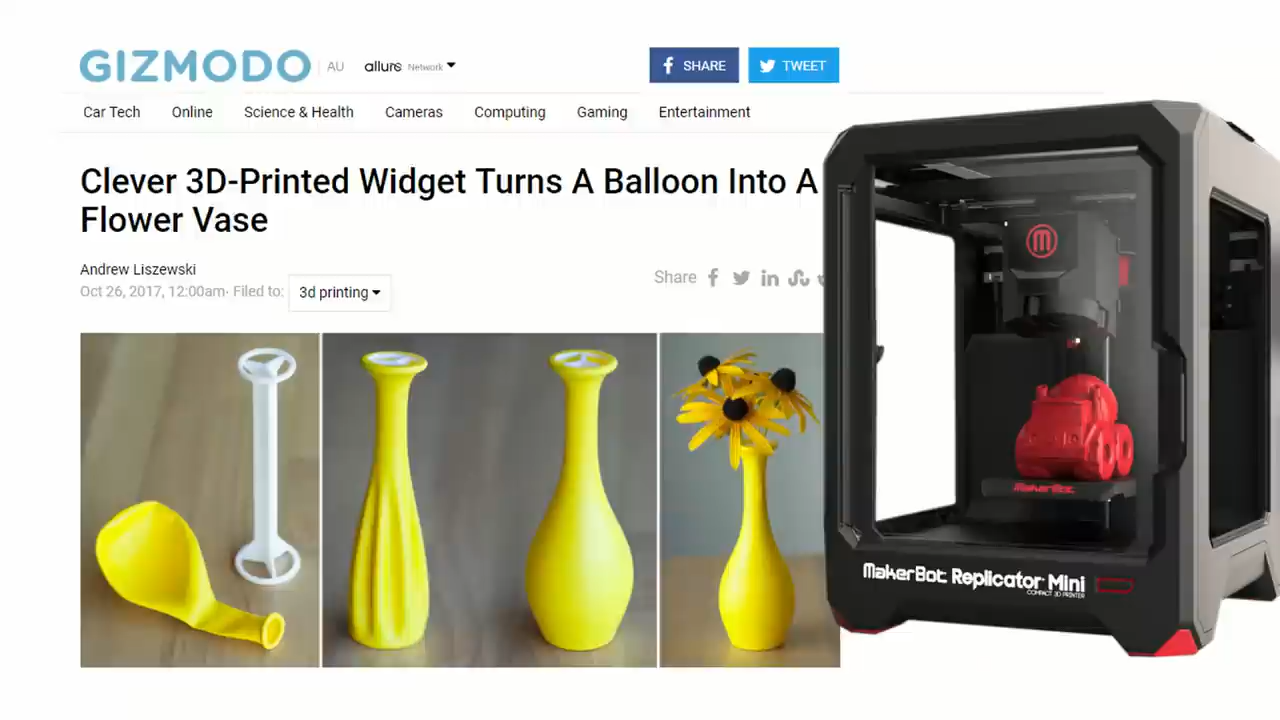 GIZMODO AU allure Network
SHARE TWEET
Car Tech Online Science & Health Cameras Computing Gaming Entertainment
Clever 3D-Printed Widget Turns A Balloon Into A
Flower Vase
Andrew Liszewski
Oct 26, 2017, 12:00am· Filed to: 3d printing
Share
MakerBot
MakerBot Replicator Mini
COMPACT 3D PRINTER